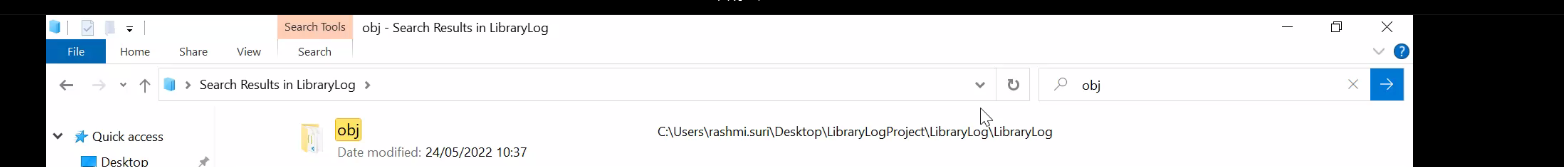 Search Tools
obj - Search Results in LibraryLog
File Home Share View Search
Search Results in LibraryLog
obj
Quick access
obj
C:\Users\rashmi.suri\Desktop\LibraryLogProject\LibraryLog\LibraryLog
Desktop
Date modified: 24/05/2022 10:37